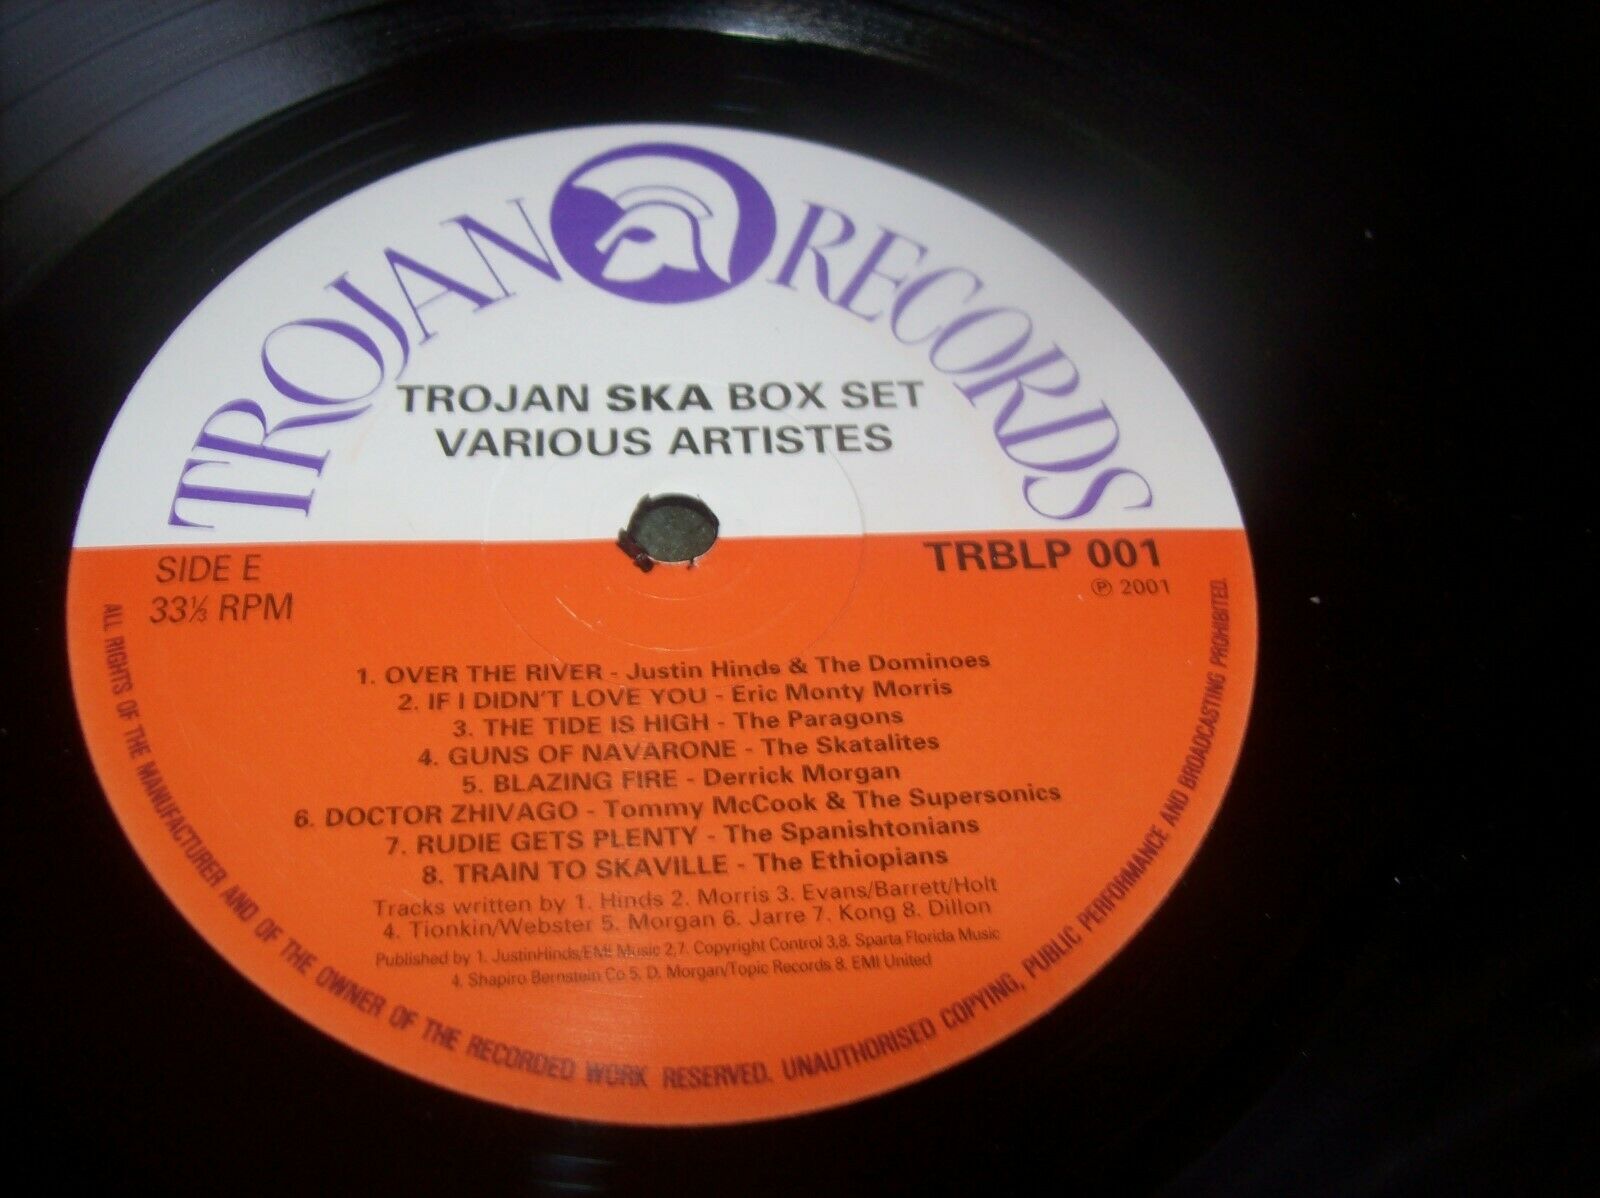 TROJAN RECORDS
TROJAN SKA BOX SET
VARIOUS ARTISTES
SIDE E
33⅓ RPM
TRBLP 001
℗ 2001
1. OVER THE RIVER - Justin Hinds & The Dominoes
2. IF I DIDN'T LOVE YOU - Eric Monty Morris
3. THE TIDE IS HIGH - The Paragons
4. GUNS OF NAVARONE - The Skatalites
5. BLAZING FIRE - Derrick Morgan
6. DOCTOR ZHIVAGO - Tommy McCook & The Supersonics
7. RUDIE GETS PLENTY - The Spanishtonians
8. TRAIN TO SKAVILLE - The Ethiopians
Tracks written by 1. Hinds 2. Morris 3. Evans/Barrett/Holt
4. Tionkin/Webster 5. Morgan 6. Jarre 7. Kong 8. Dillon
Published by 1. JustinHinds/EMI Music 2,7. Copyright Control 3,8. Sparta Florida Music
4. Shapiro Bernstein Co 5. D. Morgan/Topic Records 8. EMI United
ALL RIGHTS OF THE MANUFACTURER AND OF THE OWNER OF THE RECORDED WORK RESERVED. UNAUTHORISED COPYING, PUBLIC PERFORMANCE AND BROADCASTING PROHIBITED.